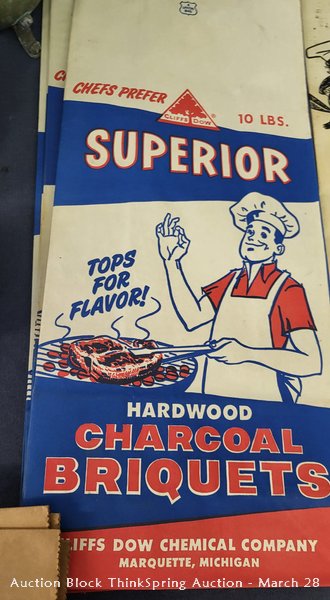 CHEFS PREFER
CLIFFS DOW
10 LBS.
SUPERIOR
TOPS
FOR
FLAVOR!
HARDWOOD
CHARCOAL
BRIQUETS
CLIFFS DOW CHEMICAL COMPANY
MARQUETTE, MICHIGAN
Auction Block ThinkSpring Auction - March 28